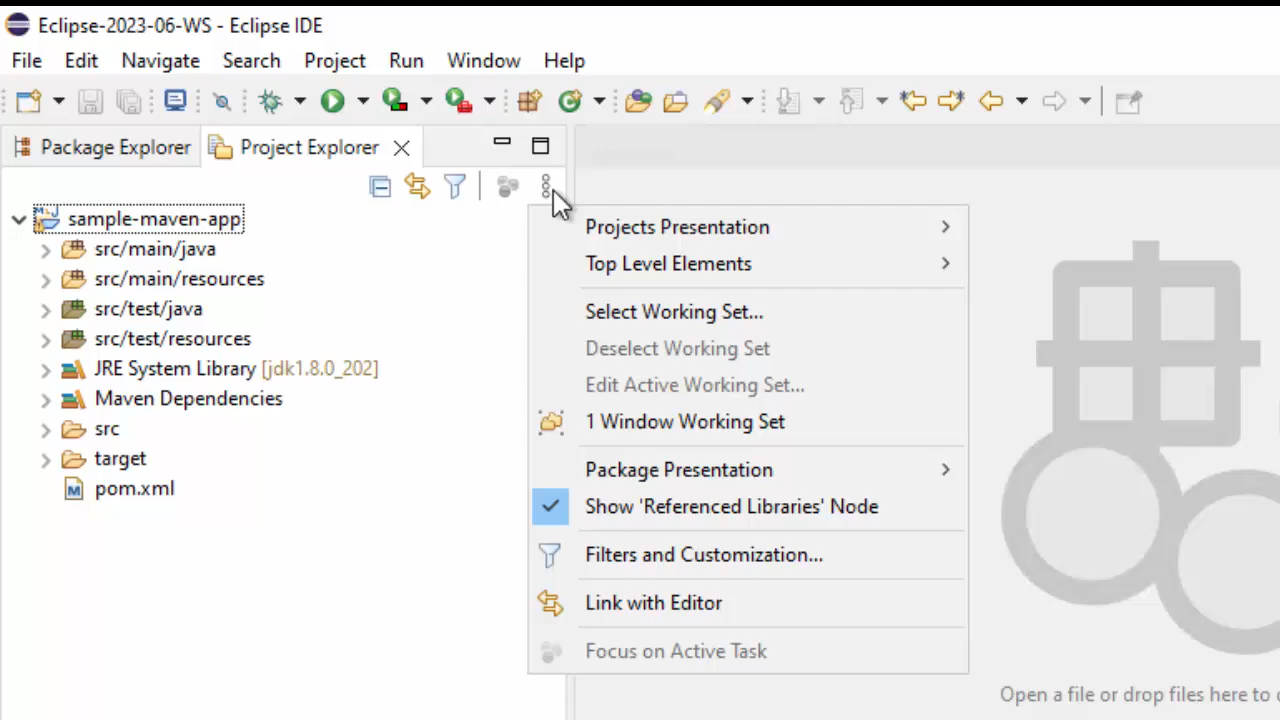 Eclipse-2023-06-WS - Eclipse IDE
File Edit Navigate Search Project Run Window Help
Package Explorer Project Explorer
sample-maven-app
src/main/java
src/main/resources
src/test/java
src/test/resources
JRE System Library [jdk1.8.0_202]
Maven Dependencies
src
target
pom.xml
Projects Presentation
Top Level Elements
Select Working Set...
Deselect Working Set
Edit Active Working Set...
1 Window Working Set
Package Presentation
Show 'Referenced Libraries' Node
Filters and Customization...
Link with Editor
Focus on Active Task
Open a file or drop files here to